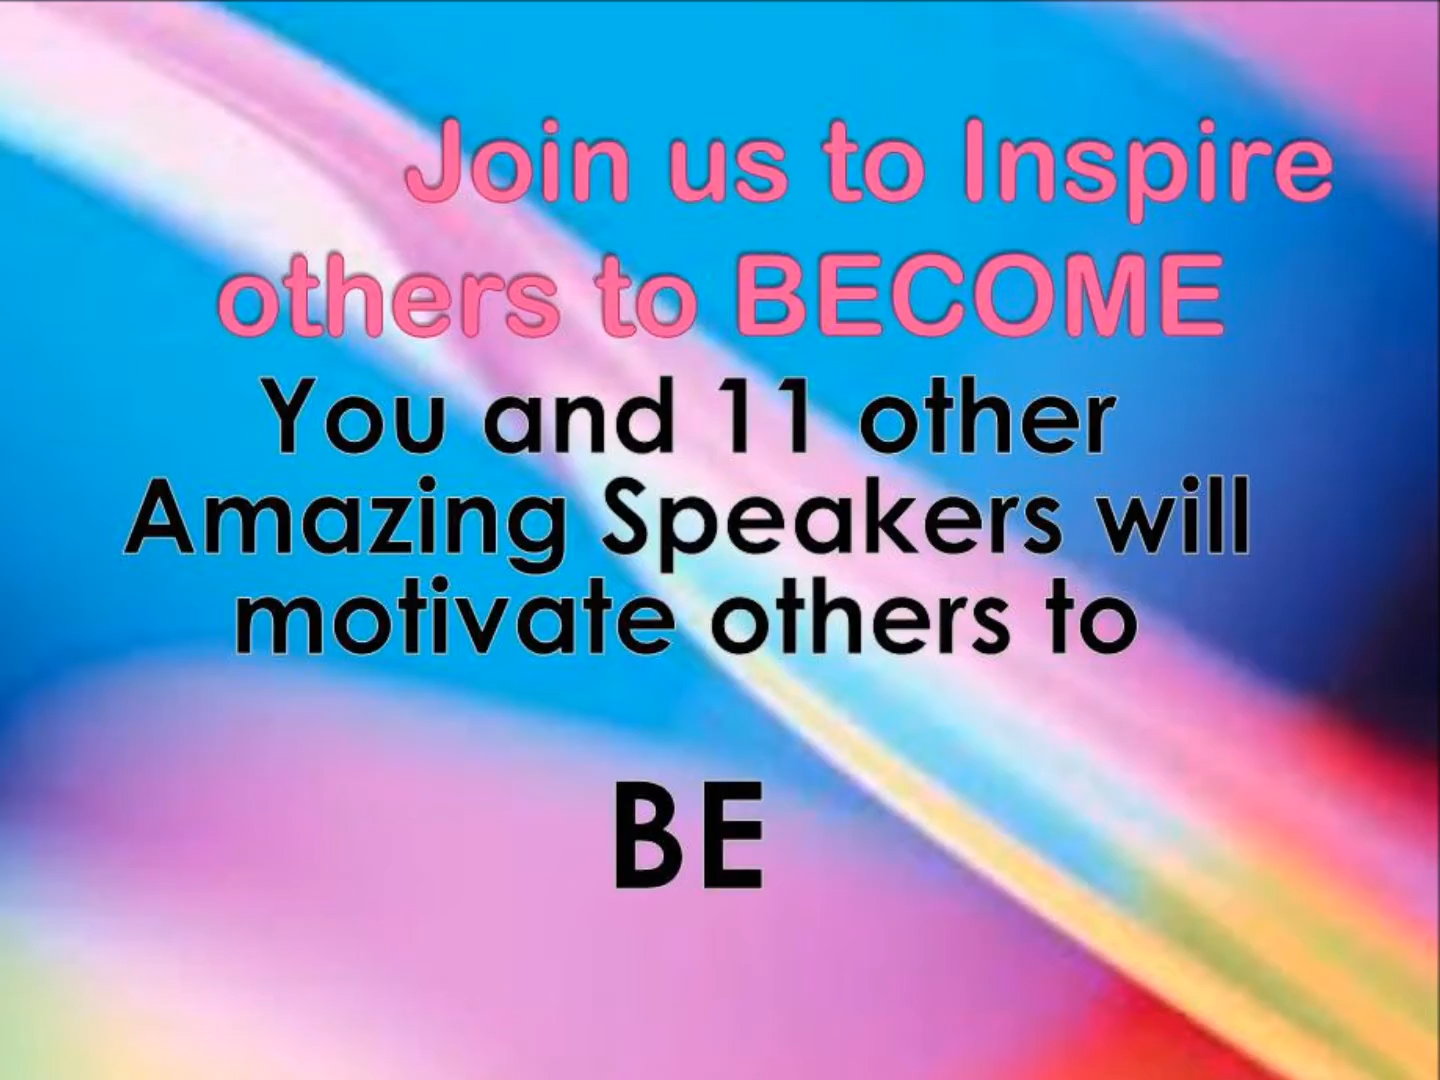 Join us to Inspire
others to BECOME
You and 11 other
Amazing Speakers will
motivate others to
BE